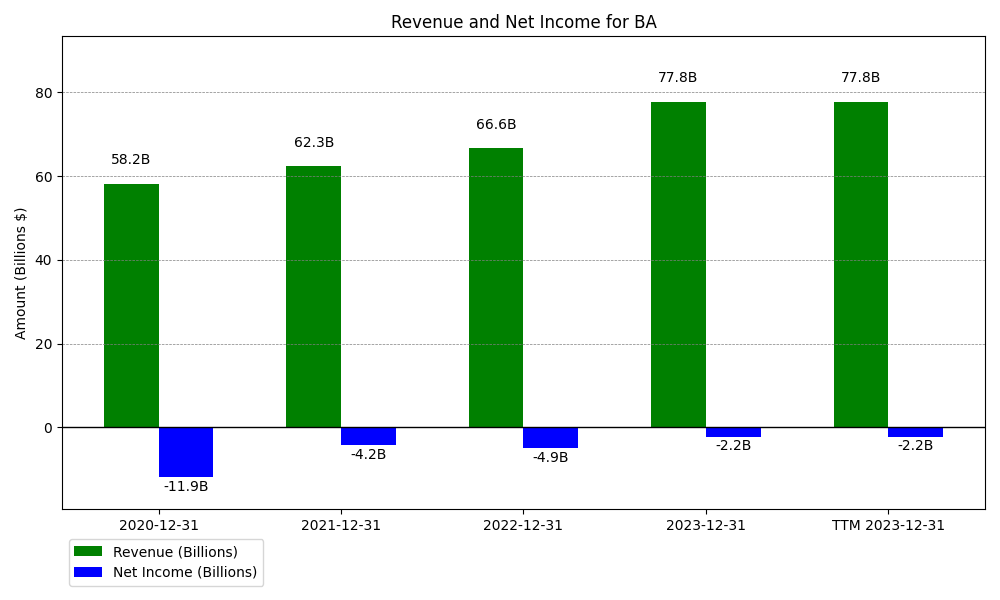 Revenue and Net Income for BA
Amount (Billions $)
80
60
40
20
0
58.2B
62.3B
66.6B
77.8B
77.8B
-11.9B
-4.2B
-4.9B
-2.2B
-2.2B
2020-12-31
2021-12-31
2022-12-31
2023-12-31
TTM 2023-12-31
Revenue (Billions)
Net Income (Billions)